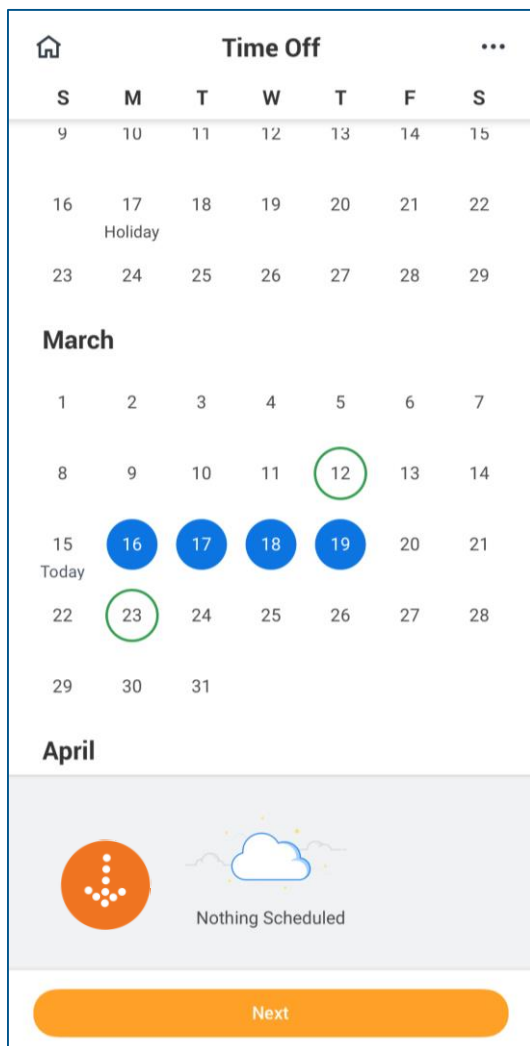 Time Off
S M T W T F S
9 10 11 12 13 14 15
16 17 18 19 20 21 22
Holiday
23 24 25 26 27 28 29
March
1 2 3 4 5 6 7
8 9 10 11 12 13 14
15 16 17 18 19 20 21
Today
22 23 24 25 26 27 28
29 30 31
April
Nothing Scheduled
Next